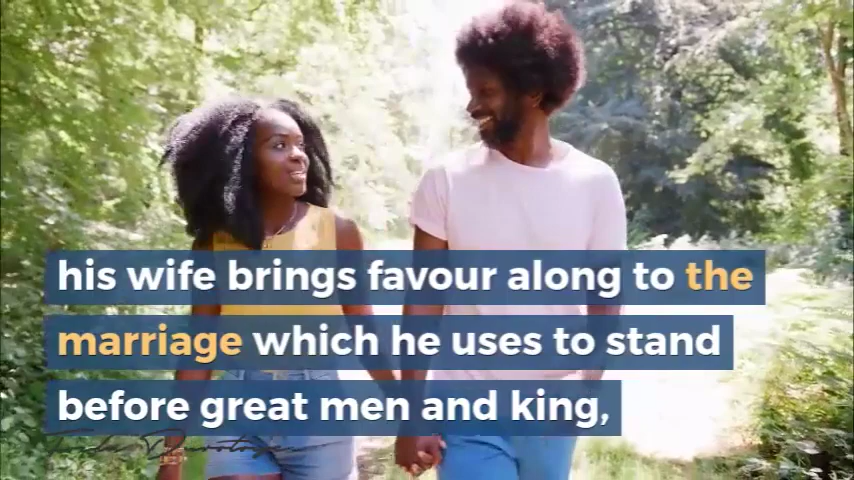 his wife brings favour along to the
marriage which he uses to stand
before great men and king,